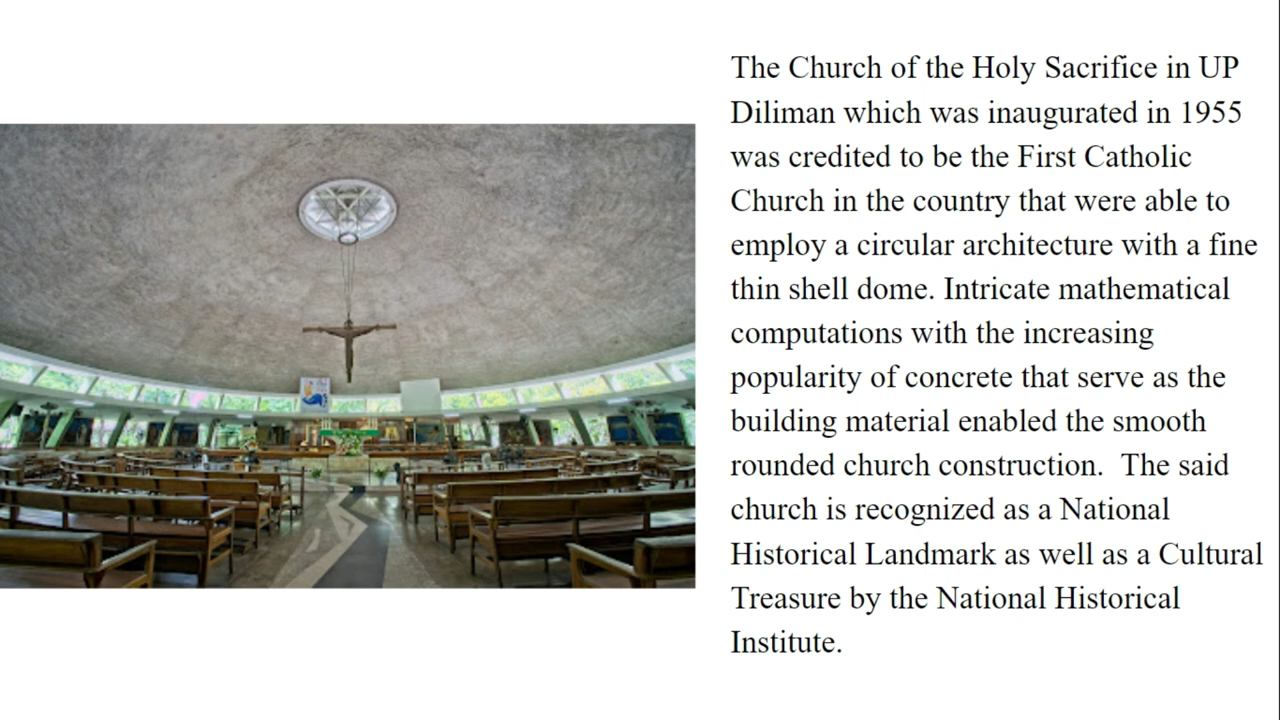 The Church of the Holy Sacrifice in UP
Diliman which was inaugurated in 1955
was credited to be the First Catholic
Church in the country that were able to
employ a circular architecture with a fine
thin shell dome. Intricate mathematical
computations with the increasing
popularity of concrete that serve as the
building material enabled the smooth
rounded church construction.  The said
church is recognized as a National
Historical Landmark as well as a Cultural
Treasure by the National Historical
Institute.